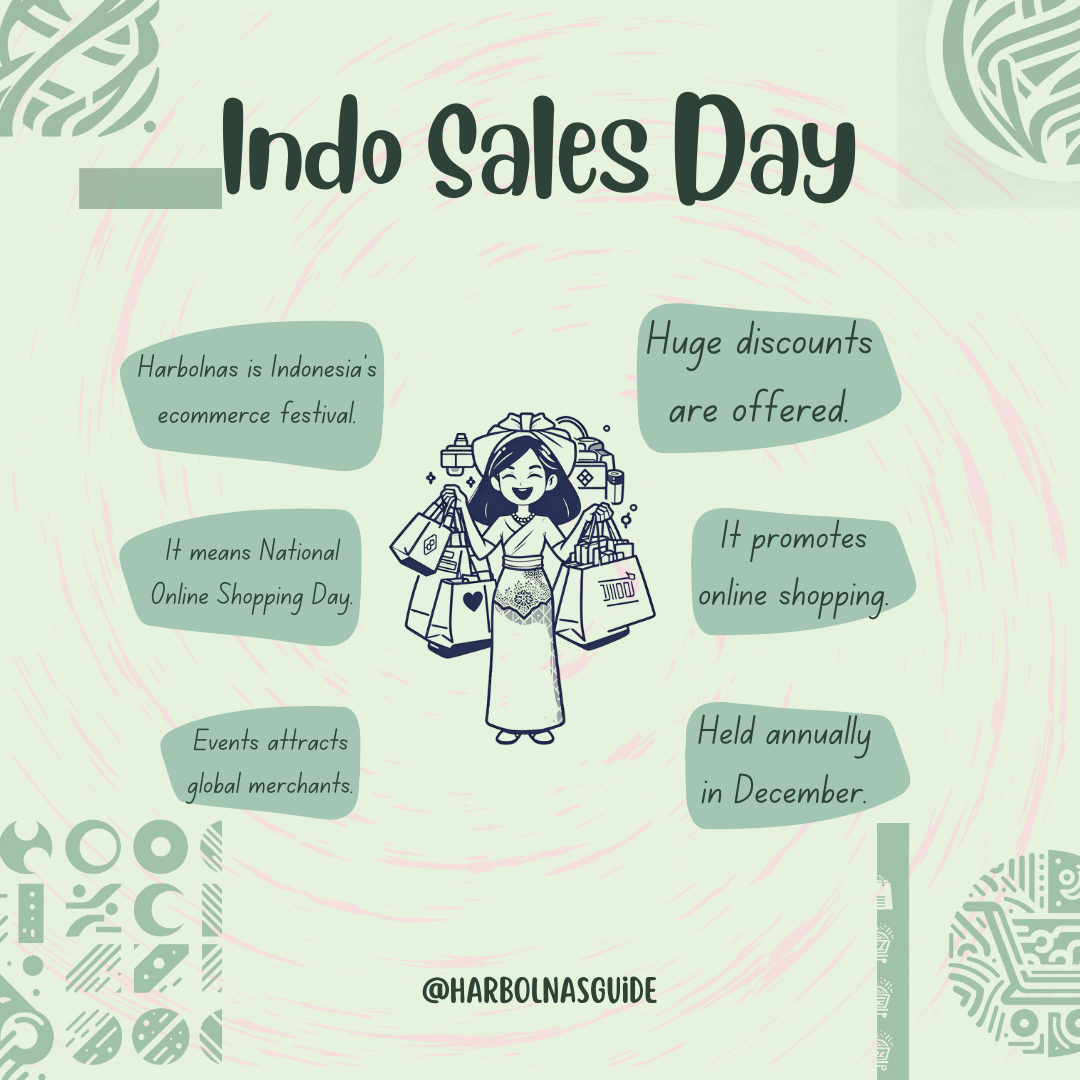 Indo Sales Day
Harbolnas is Indonesia's
ecommerce festival.
Huge discounts
are offered.
It means National
Online Shopping Day.
It promotes
online shopping.
Events attracts
global merchants.
Held annually
in December.
@HARBOLNASGUiDE